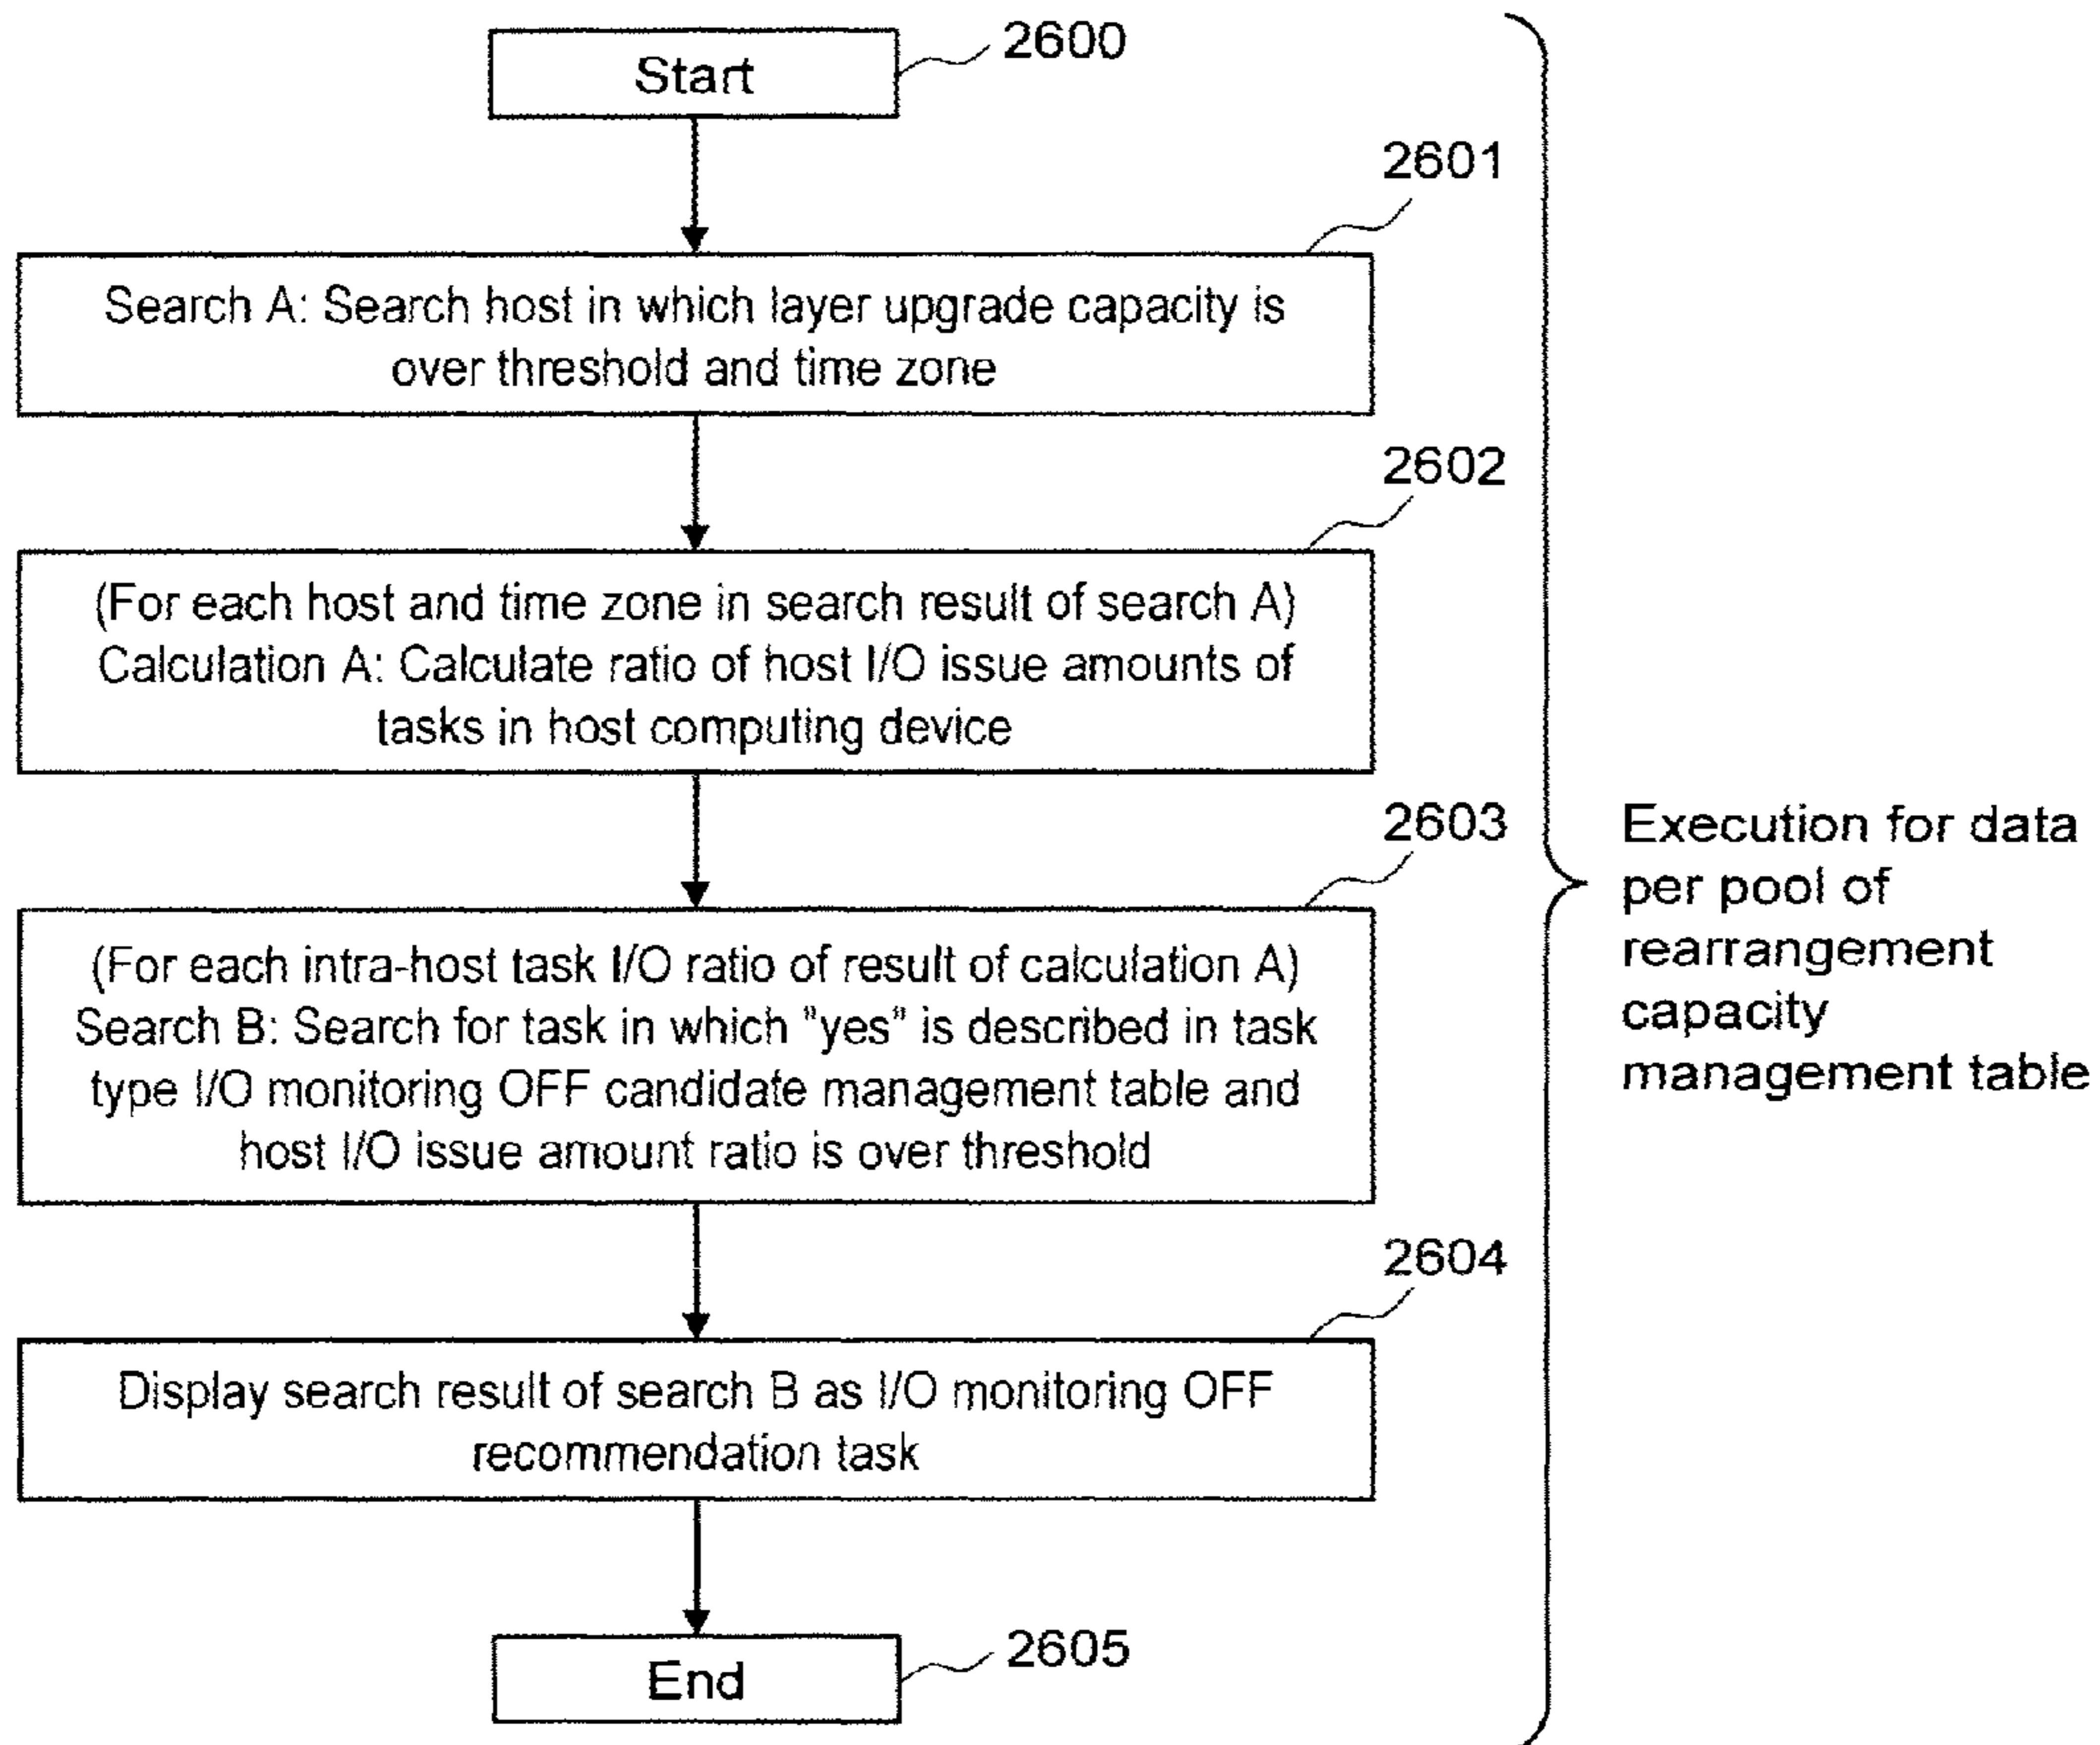 Start
2600
2601
Search A: Search host in which layer upgrade capacity is
over threshold and time zone
2602
(For each host and time zone in search result of search A)
Calculation A: Calculate ratio of host I/O issue amounts of
tasks in host computing device
2603
(For each intra-host task I/O ratio of result of calculation A)
Search B: Search for task in which "yes" is described in task
type I/O monitoring OFF candidate management table and
host I/O issue amount ratio is over threshold
2604
Display search result of search B as I/O monitoring OFF
recommendation task
End
2605
Execution for data
per pool of
rearrangement
capacity
management table